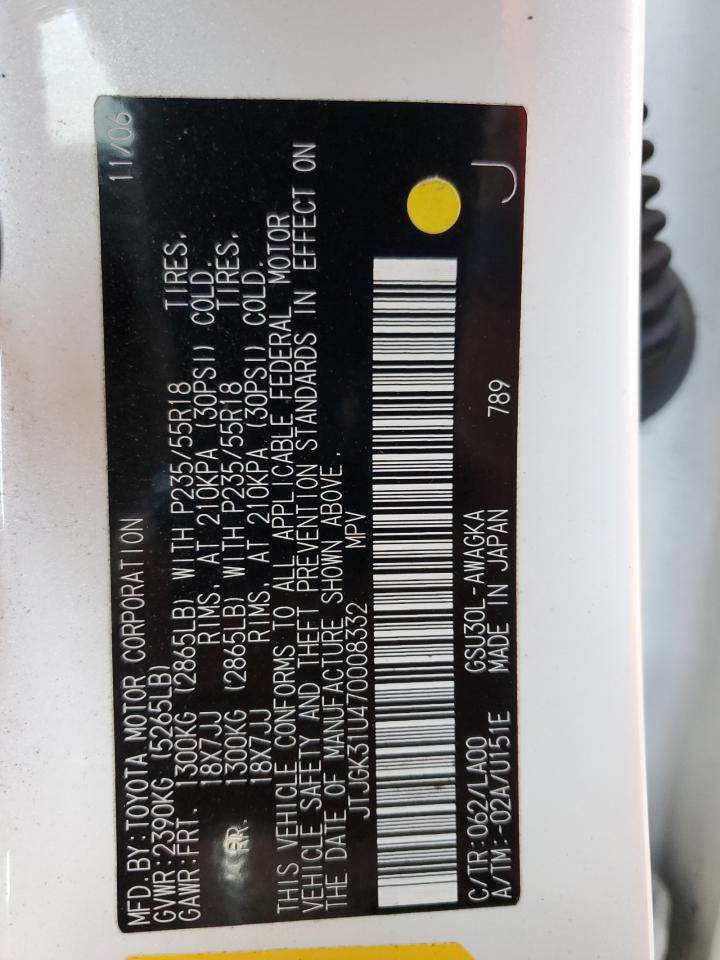 MFD.BY:TOYOTA MOTOR CORPORATION 11/06
GVWR:2390KG (5265LB)
GAWR:FRT. 1300KG (2865LB) WITH P235/55R18 TIRES,
18X7JJ RIMS, AT 210KPA (30PSI) COLD.
RR. 1300KG (2865LB) WITH P235/55R18 TIRES,
18X7JJ RIMS, AT 210KPA (30PSI) COLD.
THIS VEHICLE CONFORMS TO ALL APPLICABLE FEDERAL MOTOR
VEHICLE SAFETY AND THEFT PREVENTION STANDARDS IN EFFECT ON
THE DATE OF MANUFACTURE SHOWN ABOVE.
JTJGK31U470008332 MPV
C/TR:062/LA00 GSU30L-AWAGKA
A/TM:-02A/U151E MADE IN JAPAN 789 J